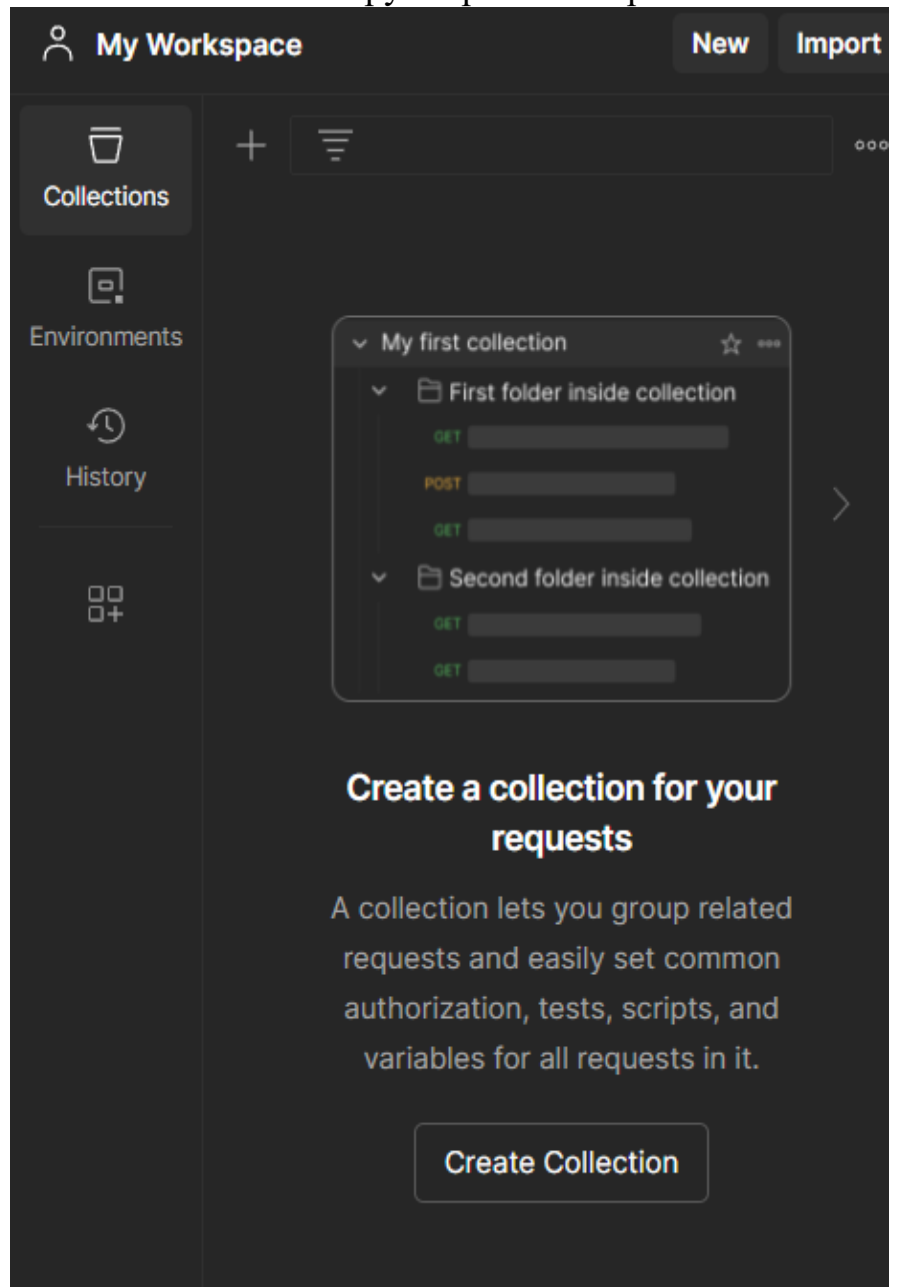 My Workspace
New
Import
Collections
Environments
History
My first collection
First folder inside collection
GET
POST
GET
Second folder inside collection
GET
GET
Create a collection for your
requests
A collection lets you group related
requests and easily set common
authorization, tests, scripts, and
variables for all requests in it.
Create Collection